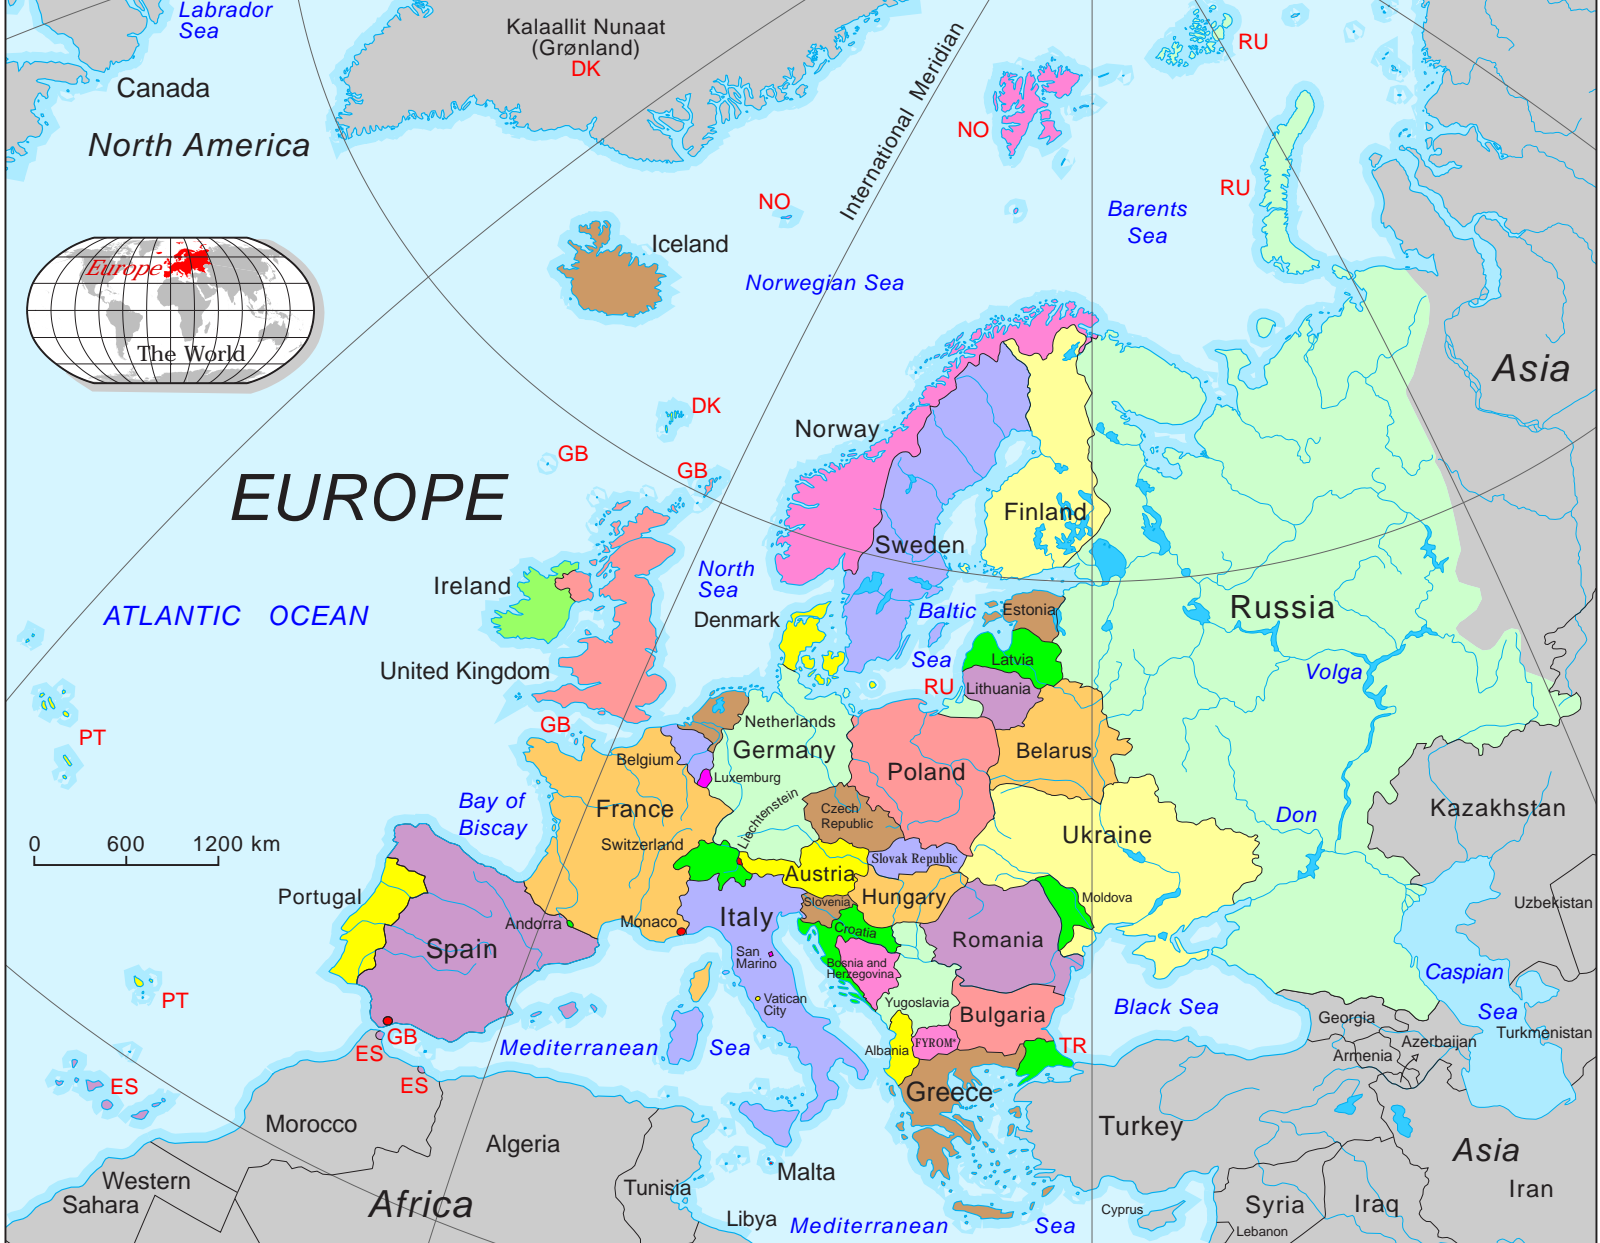 Labrador
Sea
Kalaallit Nunaat
(Grønland)
DK
International Meridian
RU
Canada
North America
NO
RU
NO
Barents
Sea
Iceland
Norwegian Sea
Europe
The World
Asia
DK
Norway
GB
GB
EUROPE
Finland
Sweden
North
Sea
Ireland
ATLANTIC OCEAN
Denmark
Baltic
Sea
Estonia
Russia
Latvia
United Kingdom
RU
Lithuania
Volga
GB
PT
Netherlands
Germany
Belgium
Luxemburg
Poland
Belarus
Liechtenstein
Bay of
Biscay
France
Switzerland
Czech
Republic
Ukraine
Don
Kazakhstan
0 600 1200 km
Slovak Republic
Austria
Portugal
Hungary
Moldova
Uzbekistan
Andorra
Monaco
Italy
Slovenia
Croatia
Spain
Romania
San
Marino
Bosnia and
Herzegovina
Caspian
Sea
PT
Vatican
City
Yugoslavia
Bulgaria
Black Sea
Georgia
Turkmenistan
Azerbaijan
Armenia
GB
ES
Mediterranean Sea
Albania
FYROM*
TR
ES
ES
Greece
Morocco
Algeria
Turkey
Asia
Malta
Western
Sahara
Africa
Tunisia
Iran
Libya
Mediterranean Sea
Cyprus
Syria
Iraq
Lebanon